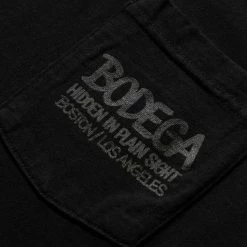 BODEGA
HIDDEN IN PLAIN SIGHT
BOSTON / LOS ANGELES